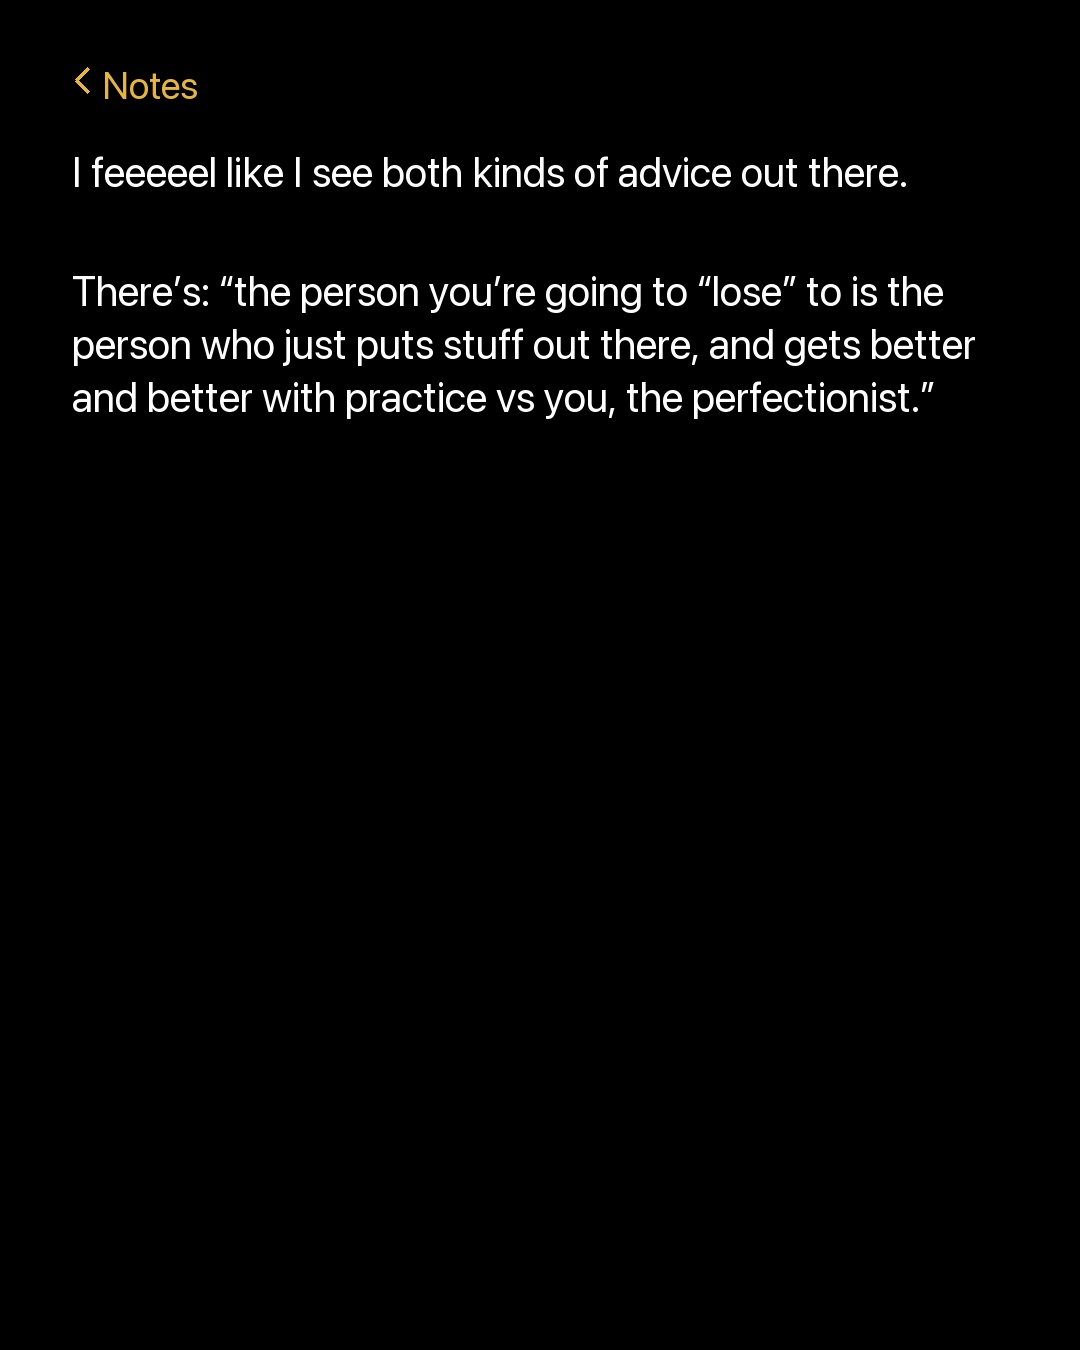 Notes
I feeeeel like I see both kinds of advice out there.
There’s: “the person you’re going to “lose” to is the
person who just puts stuff out there, and gets better
and better with practice vs you, the perfectionist.”